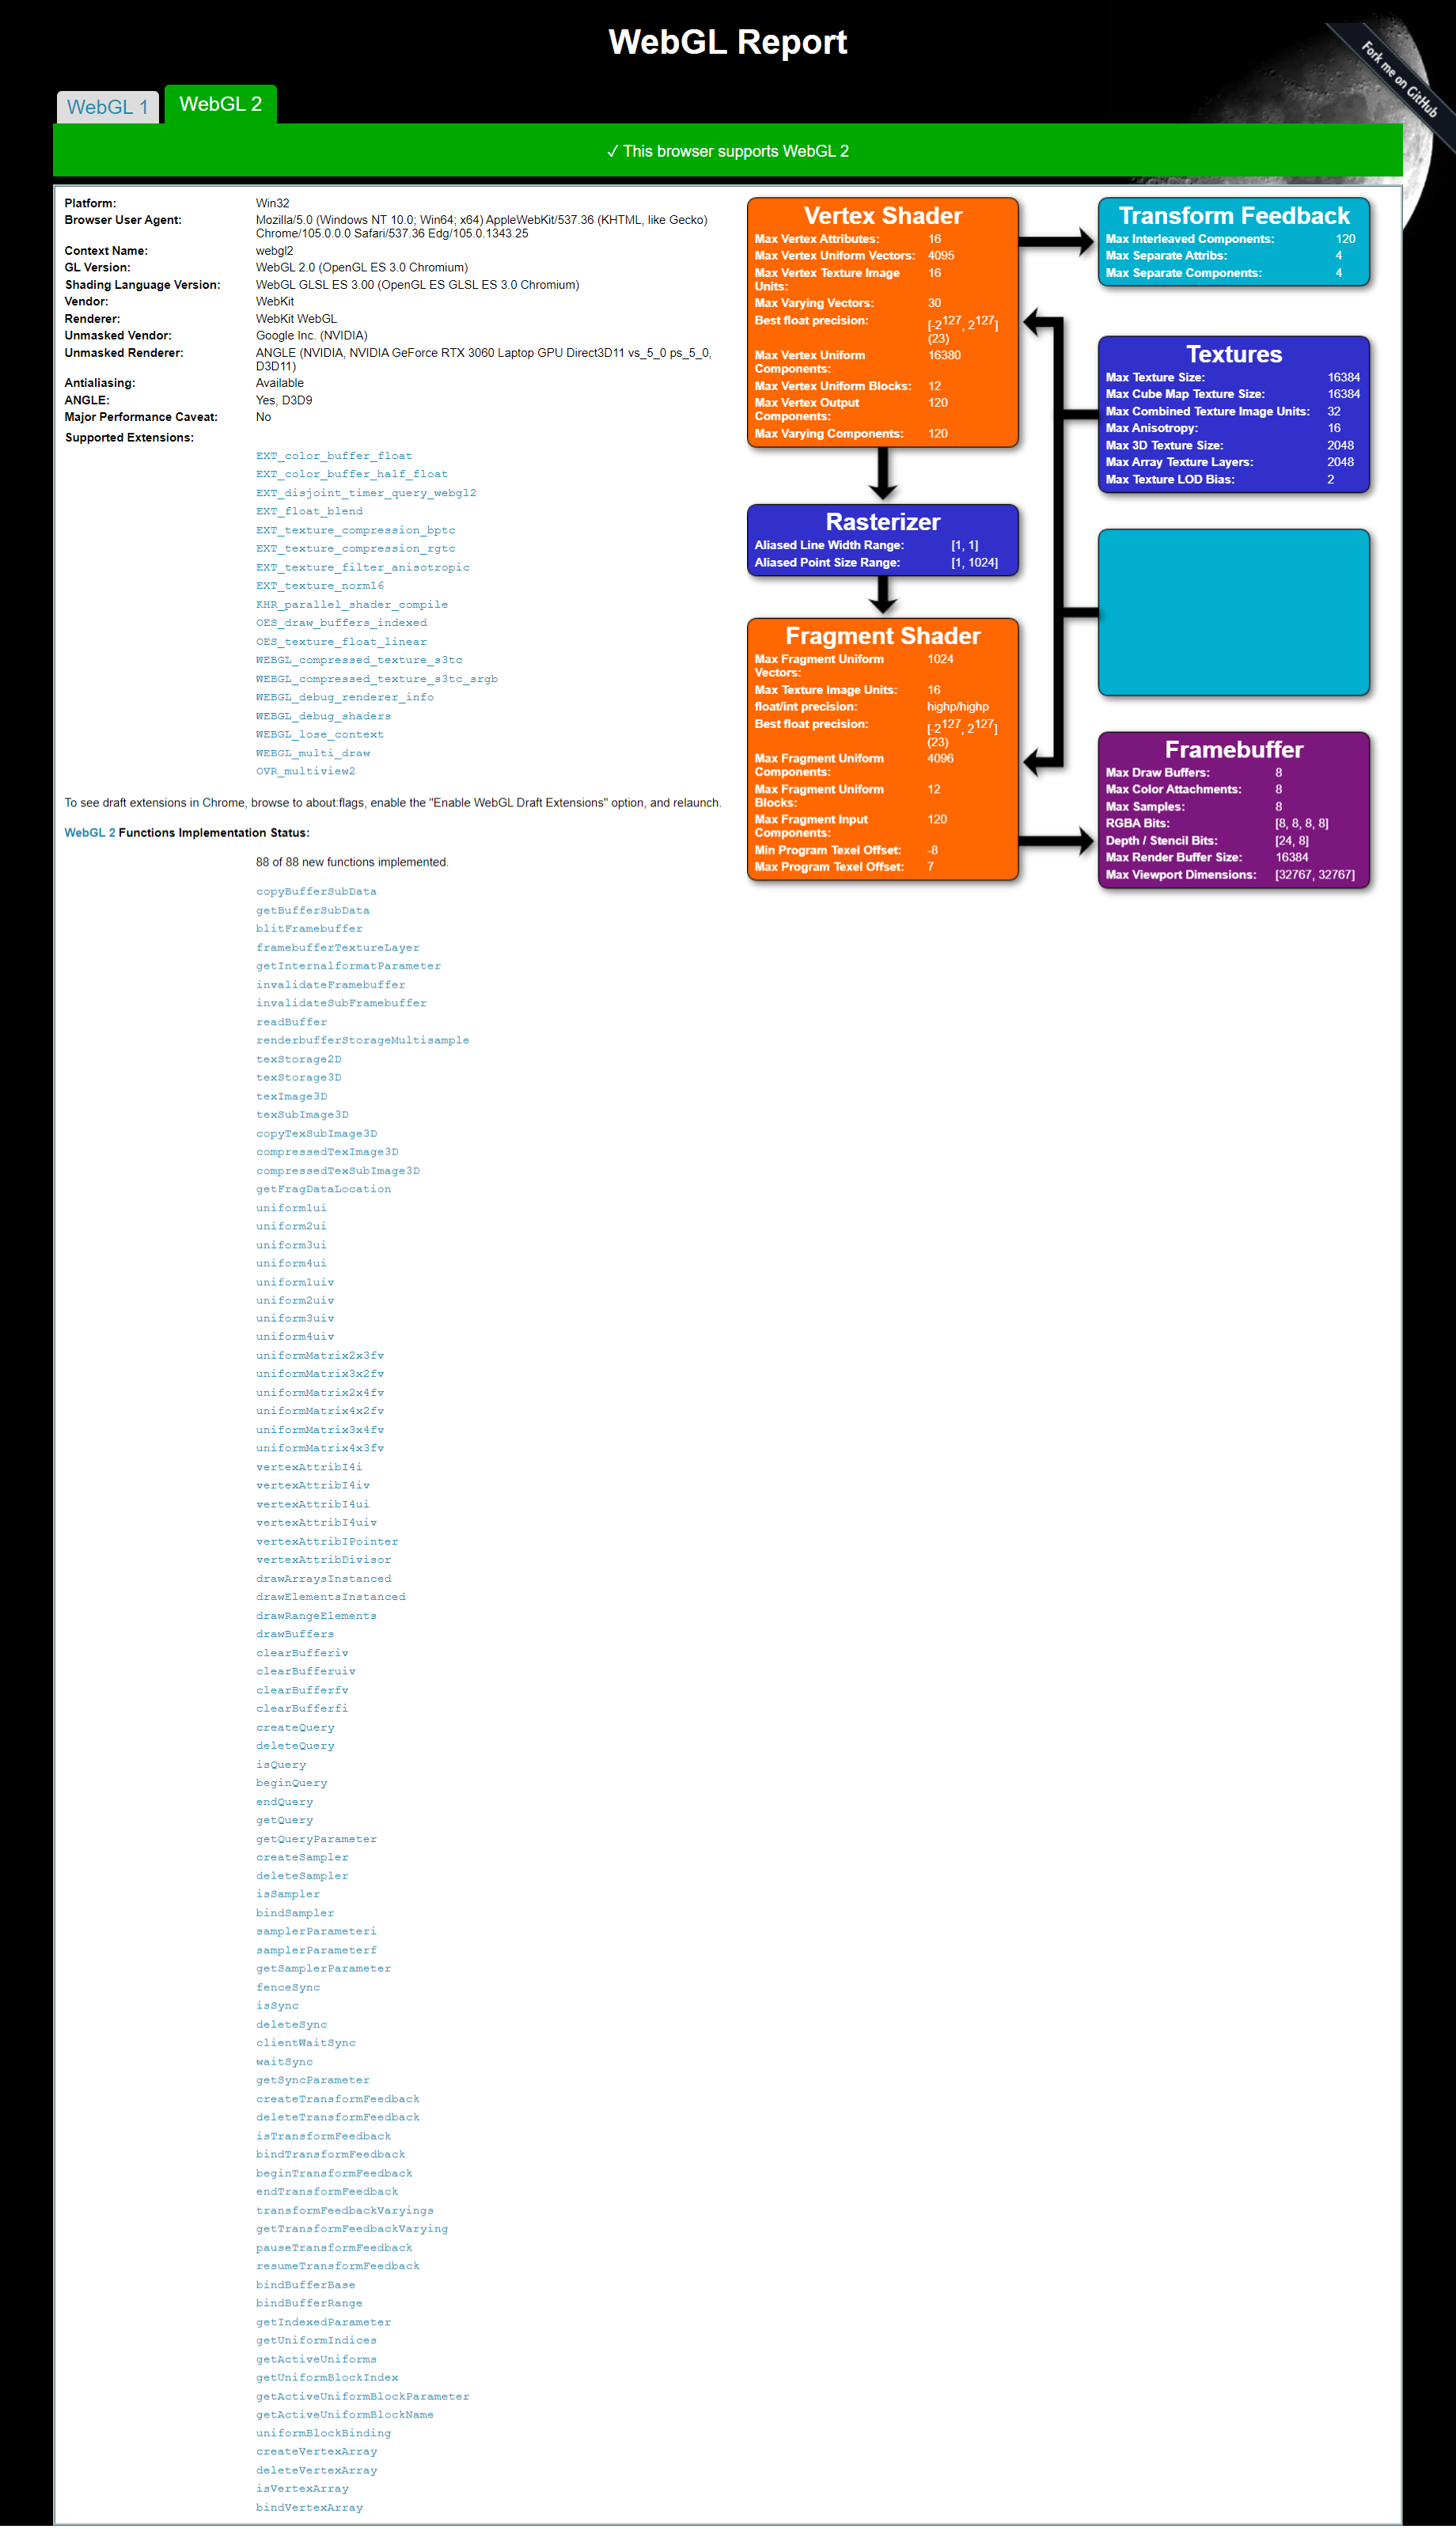 WebGL Report
Fork me on GitHub
WebGL 1
WebGL 2
✓ This browser supports WebGL 2
Platform: Win32
Browser User Agent: Mozilla/5.0 (Windows NT 10.0; Win64; x64) AppleWebKit/537.36 (KHTML, like Gecko)
Chrome/105.0.0.0 Safari/537.36 Edg/105.0.1343.25
Context Name: webgl2
GL Version: WebGL 2.0 (OpenGL ES 3.0 Chromium)
Shading Language Version: WebGL GLSL ES 3.00 (OpenGL ES GLSL ES 3.0 Chromium)
Vendor: WebKit
Renderer: WebKit WebGL
Unmasked Vendor: Google Inc. (NVIDIA)
Unmasked Renderer: ANGLE (NVIDIA, NVIDIA GeForce RTX 3060 Laptop GPU Direct3D11 vs_5_0 ps_5_0,
D3D11)
Antialiasing: Available
ANGLE: Yes, D3D9
Major Performance Caveat: No
Supported Extensions:
EXT_color_buffer_float
EXT_color_buffer_half_float
EXT_disjoint_timer_query_webgl2
EXT_float_blend
EXT_texture_compression_bptc
EXT_texture_compression_rgtc
EXT_texture_filter_anisotropic
EXT_texture_norm16
KHR_parallel_shader_compile
OES_draw_buffers_indexed
OES_texture_float_linear
WEBGL_compressed_texture_s3tc
WEBGL_compressed_texture_s3tc_srgb
WEBGL_debug_renderer_info
WEBGL_debug_shaders
WEBGL_lose_context
WEBGL_multi_draw
OVR_multiview2
To see draft extensions in Chrome, browse to about:flags, enable the "Enable WebGL Draft Extensions" option, and relaunch.
WebGL 2 Functions Implementation Status:
88 of 88 new functions implemented.
copyBufferSubData
getBufferSubData
blitFramebuffer
framebufferTextureLayer
getInternalformatParameter
invalidateFramebuffer
invalidateSubFramebuffer
readBuffer
renderbufferStorageMultisample
texStorage2D
texStorage3D
texImage3D
texSubImage3D
copyTexSubImage3D
compressedTexImage3D
compressedTexSubImage3D
getFragDataLocation
uniform1ui
uniform2ui
uniform3ui
uniform4ui
uniform1uiv
uniform2uiv
uniform3uiv
uniform4uiv
uniformMatrix2x3fv
uniformMatrix3x2fv
uniformMatrix2x4fv
uniformMatrix4x2fv
uniformMatrix3x4fv
uniformMatrix4x3fv
vertexAttribI4i
vertexAttribI4iv
vertexAttribI4ui
vertexAttribI4uiv
vertexAttribIPointer
vertexAttribDivisor
drawArraysInstanced
drawElementsInstanced
drawRangeElements
drawBuffers
clearBufferiv
clearBufferuiv
clearBufferfv
clearBufferfi
createQuery
deleteQuery
isQuery
beginQuery
endQuery
getQuery
getQueryParameter
createSampler
deleteSampler
isSampler
bindSampler
samplerParameteri
samplerParameterf
getSamplerParameter
fenceSync
isSync
deleteSync
clientWaitSync
waitSync
getSyncParameter
createTransformFeedback
deleteTransformFeedback
isTransformFeedback
bindTransformFeedback
beginTransformFeedback
endTransformFeedback
transformFeedbackVaryings
getTransformFeedbackVarying
pauseTransformFeedback
resumeTransformFeedback
bindBufferBase
bindBufferRange
getIndexedParameter
getUniformIndices
getActiveUniforms
getUniformBlockIndex
getActiveUniformBlockParameter
getActiveUniformBlockName
uniformBlockBinding
createVertexArray
deleteVertexArray
isVertexArray
bindVertexArray
Vertex Shader
Max Vertex Attributes: 16
Max Vertex Uniform Vectors: 4095
Max Vertex Texture Image 16
Units:
Max Varying Vectors: 30
Best float precision: [-2127, 2127]
(23)
Max Vertex Uniform 16380
Components:
Max Vertex Uniform Blocks: 12
Max Vertex Output 120
Components:
Max Varying Components: 120
Rasterizer
Aliased Line Width Range: [1, 1]
Aliased Point Size Range: [1, 1024]
Fragment Shader
Max Fragment Uniform 1024
Vectors:
Max Texture Image Units: 16
float/int precision: highp/highp
Best float precision: [-2127, 2127]
(23)
Max Fragment Uniform 4096
Components:
Max Fragment Uniform 12
Blocks:
Max Fragment Input 120
Components:
Min Program Texel Offset: -8
Max Program Texel Offset: 7
Transform Feedback
Max Interleaved Components: 120
Max Separate Attribs: 4
Max Separate Components: 4
Textures
Max Texture Size: 16384
Max Cube Map Texture Size: 16384
Max Combined Texture Image Units: 32
Max Anisotropy: 16
Max 3D Texture Size: 2048
Max Array Texture Layers: 2048
Max Texture LOD Bias: 2
Framebuffer
Max Draw Buffers: 8
Max Color Attachments: 8
Max Samples: 8
RGBA Bits: [8, 8, 8, 8]
Depth / Stencil Bits: [24, 8]
Max Render Buffer Size: 16384
Max Viewport Dimensions: [32767, 32767]